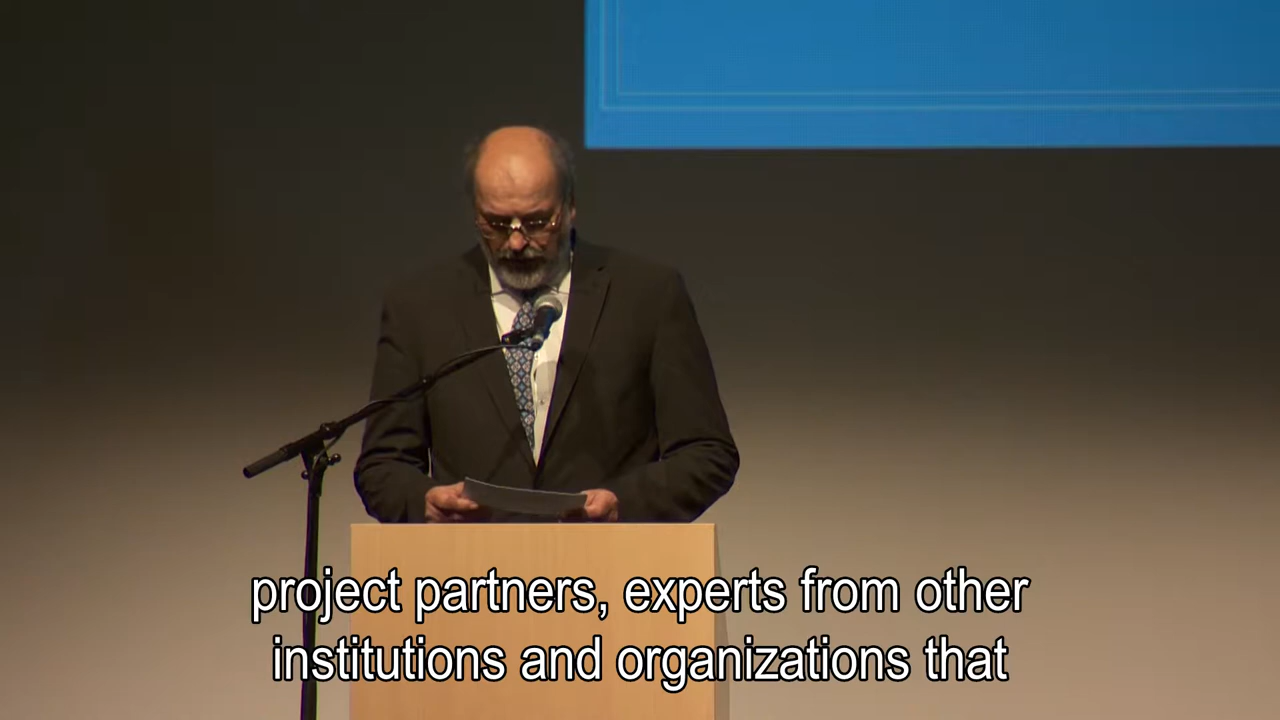 project partners, experts from other
institutions and organizations that